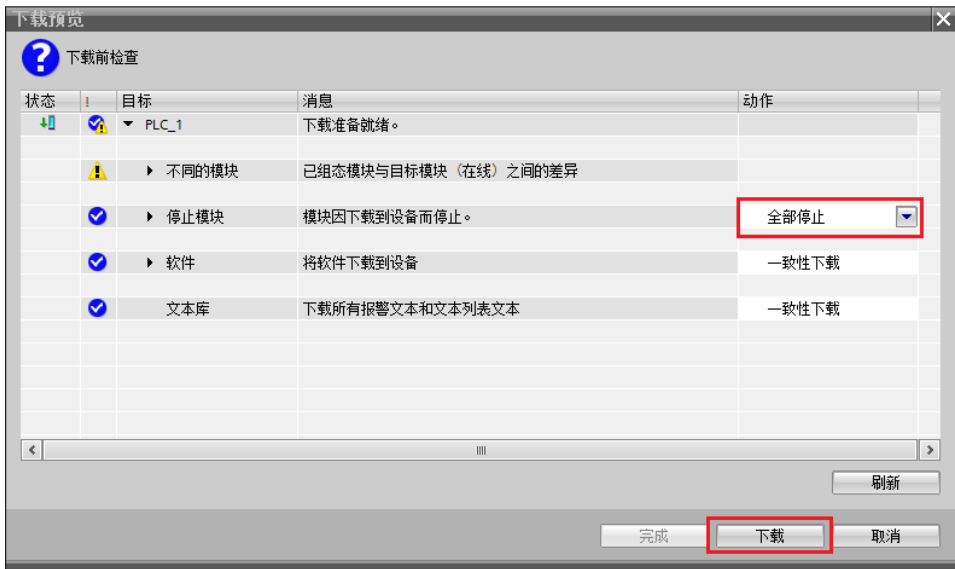 下载预览
下载前检查
状态 ! 目标 消息 动作
PLC_1 下载准备就绪。
不同的模块 已组态模块与目标模块（在线）之间的差异
停止模块 模块因下载到设备而停止。 全部停止
软件 将软件下载到设备 一致性下载
文本库 下载所有报警文本和文本列表文本 一致性下载
刷新
完成 下载 取消